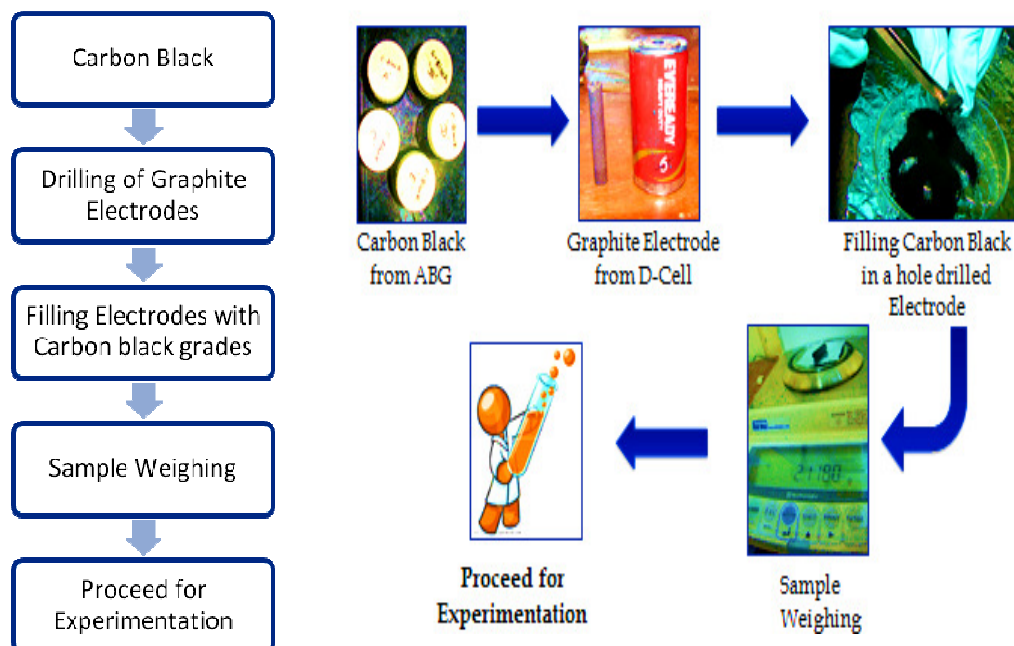 Carbon Black
Drilling of Graphite
Electrodes
Filling Electrodes with
Carbon black grades
Sample Weighing
Proceed for
Experimentation
Carbon Black
from ABG
EVEREADY
Graphite Electrode
from D-Cell
Filling Carbon Black
in a hole drilled
Electrode
Sample
Weighing
Proceed for
Experimentation